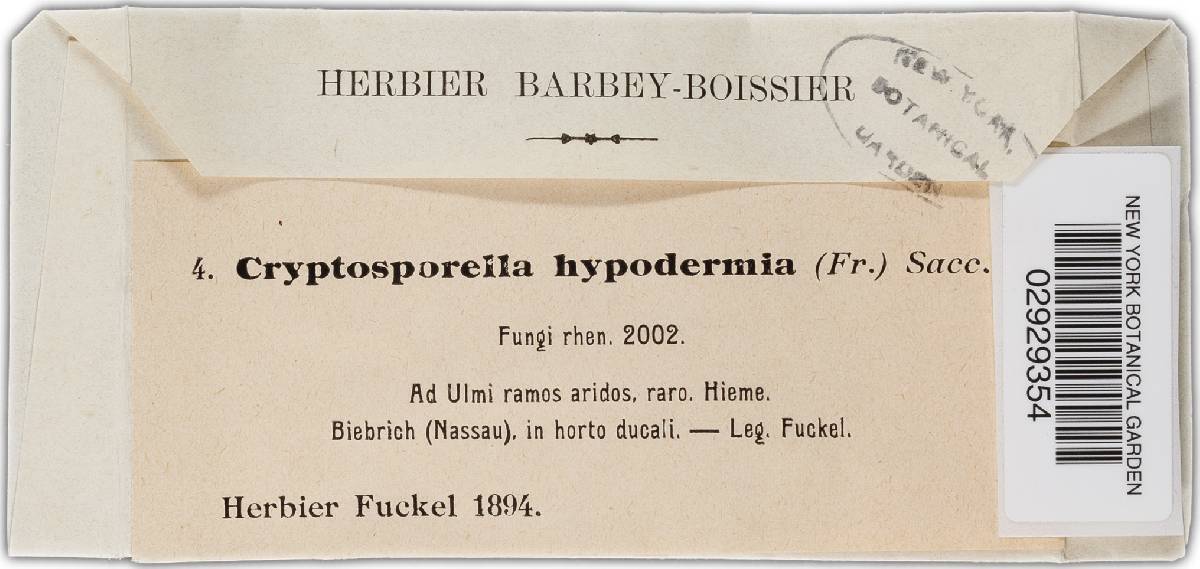 HERBIER BARBEY-BOISSIER
NEW YORK
BOTANICAL
GARDEN
4. Cryptosporella hypodermia (Fr.) Sacc.
Fungi rhen. 2002.
Ad Ulmi ramos aridos, raro. Hieme.
Biebrich (Nassau), in horto ducali. — Leg. Fuckel.
Herbier Fuckel 1894.
NEW YORK BOTANICAL GARDEN
02929354